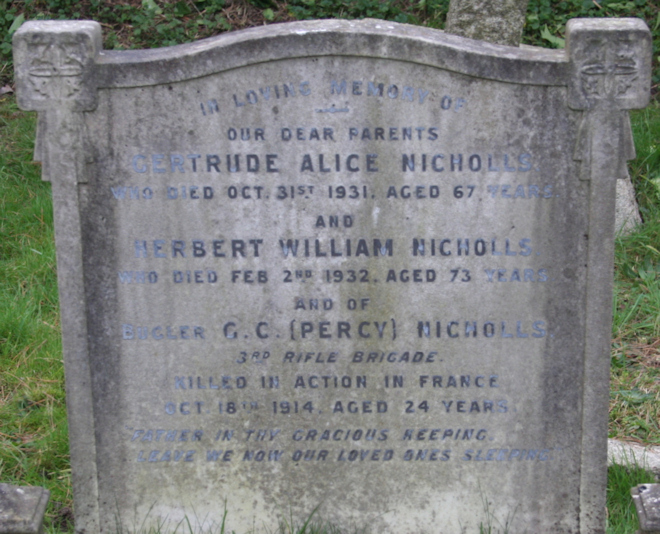 IN LOVING MEMORY OF
OUR DEAR PARENTS
GERTRUDE ALICE NICHOLLS
WHO DIED OCT. 31ST 1931. AGED 67 YEARS.
AND
HERBERT WILLIAM NICHOLLS
WHO DIED FEB 2ND 1932. AGED 73 YEARS
AND OF
BUGLER G. C. (PERCY) NICHOLLS
3RD RIFLE BRIGADE.
KILLED IN ACTION IN FRANCE
OCT 18TH 1914. AGED 24 YEARS.
FATHER IN THY GRACIOUS KEEPING,
LEAVE WE NOW OUR LOVED ONES SLEEPING